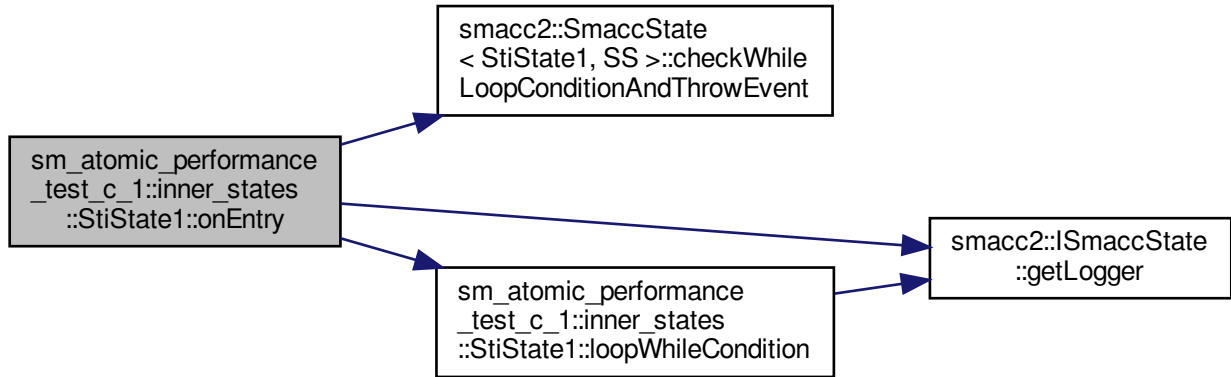 sm_atomic_performance
_test_c_1::inner_states
::StiState1::onEntry
smacc2::SmaccState
< StiState1, SS >::checkWhile
LoopConditionAndThrowEvent
smacc2::ISmaccState
::getLogger
sm_atomic_performance
_test_c_1::inner_states
::StiState1::loopWhileCondition